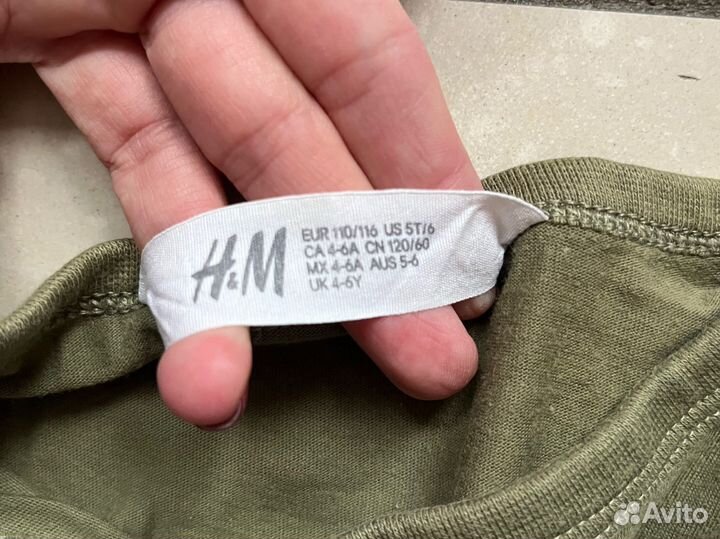 H&M
EUR 110/116 US 5T/6
CA 4-6A CN 120/60
MX 4-6A AUS 5-6
UK 4-6Y
Avito